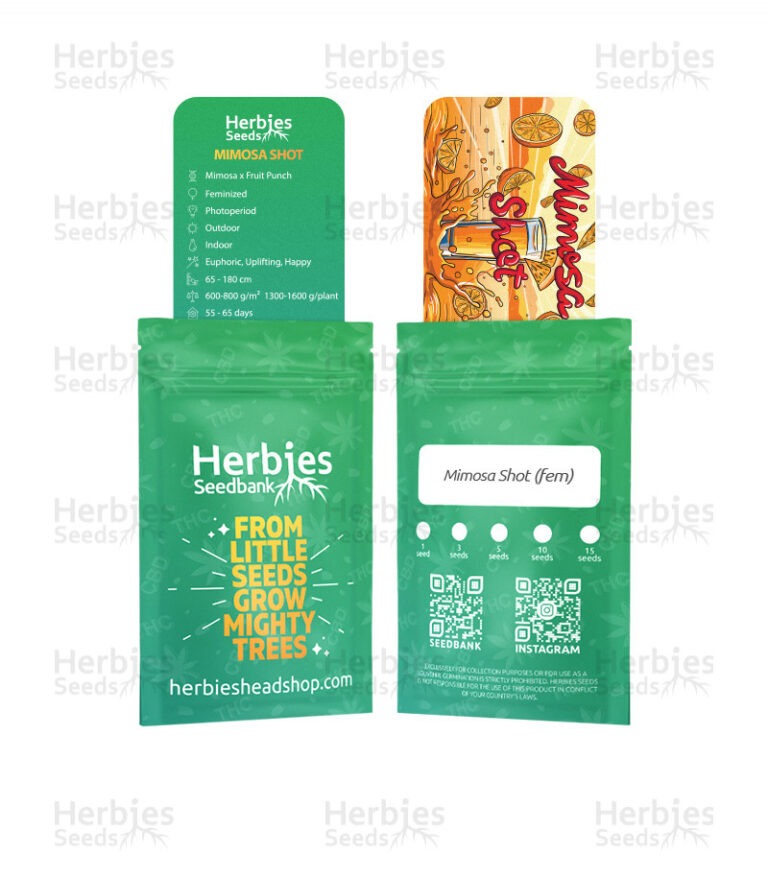 Herbies
Seeds
MIMOSA SHOT
Mimosa x Fruit Punch
Feminized
Photoperiod
Outdoor
Indoor
Euphoric, Uplifting, Happy
65 - 180 cm
600-800 g/m² 1300-1600 g/plant
55 - 65 days
Mimosa
Shot
THC
CBD
Herbies
Seedbank
FROM
LITTLE
SEEDS
GROW
MIGHTY
TREES
herbiesheadshop.com
Mimosa Shot (fem)
1 seed
3 seeds
5 seeds
10 seeds
15 seeds
SEEDBANK
INSTAGRAM
EXCLUSIVELY FOR COLLECTION PURPOSES OR FOR USE AS A
SOUVENIR. GERMINATION IS STRICTLY PROHIBITED. HERBIES SEEDS
IS NOT RESPONSIBLE FOR THE USE OF THIS PRODUCT IN CONFLICT
OF YOUR COUNTRY'S LAWS.
Herbies
Seeds